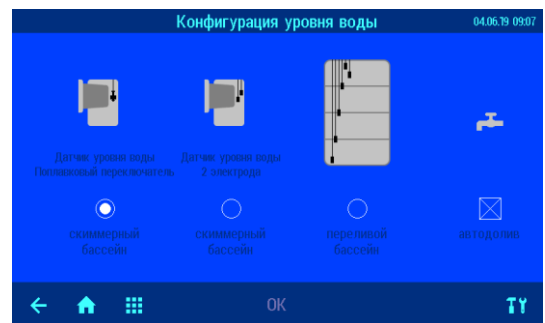 Конфигурация уровня воды
04.06.19 09:07
Датчик уровня воды
Поплавковый переключатель
Датчик уровня воды
2 электрода
скиммерный
бассейн
скиммерный
бассейн
переливой
бассейн
автодолив
OK